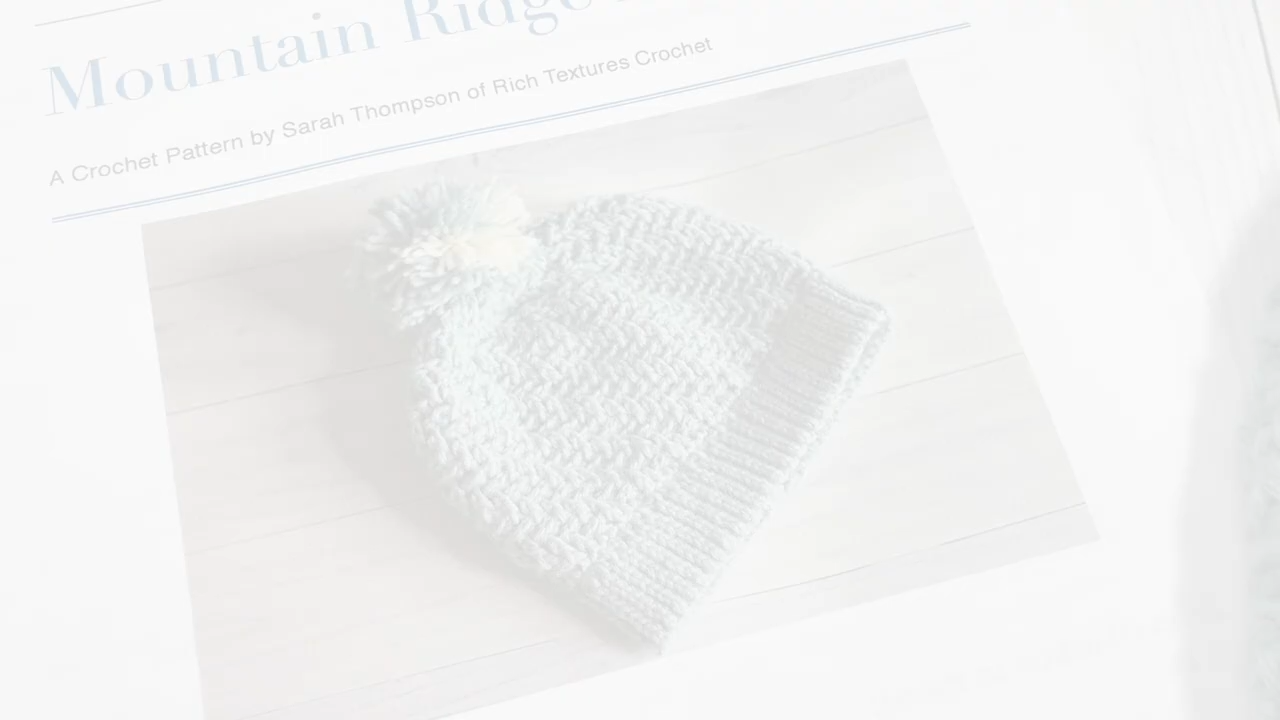 Mountain Ridge
A Crochet Pattern by Sarah Thompson of Rich Textures Crochet